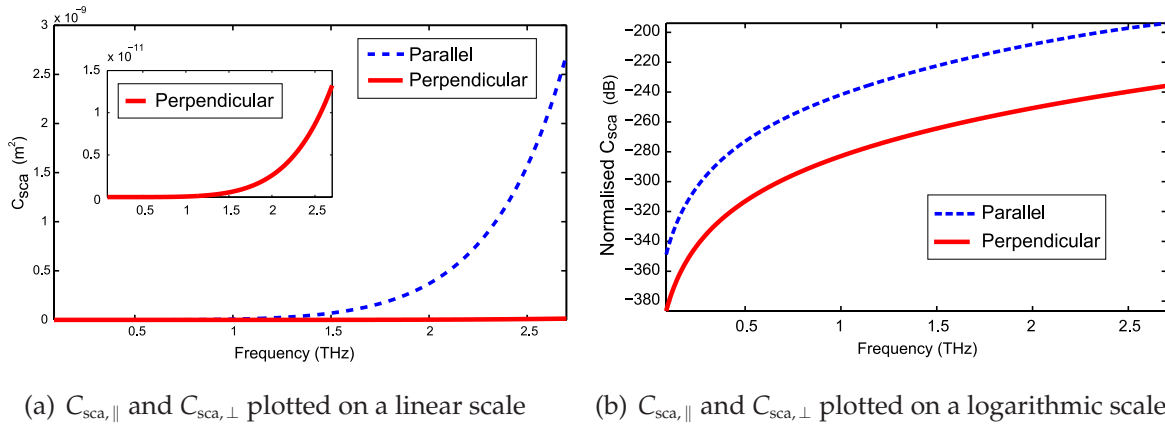 x 10⁻⁹
3
2.5
2
1.5
1
0.5
0
C_sca (m²)
0.5
1
1.5
2
2.5
Frequency (THz)
Parallel
Perpendicular
x 10⁻¹¹
1.5
1
0.5
0
0.5
1
1.5
2
2.5
Perpendicular
(a) C_sca,∥ and C_sca,⊥ plotted on a linear scale
−200
−220
−240
−260
−280
−300
−320
−340
−360
−380
Normalised C_sca (dB)
0.5
1
1.5
2
2.5
Frequency (THz)
Parallel
Perpendicular
(b) C_sca,∥ and C_sca,⊥ plotted on a logarithmic scale